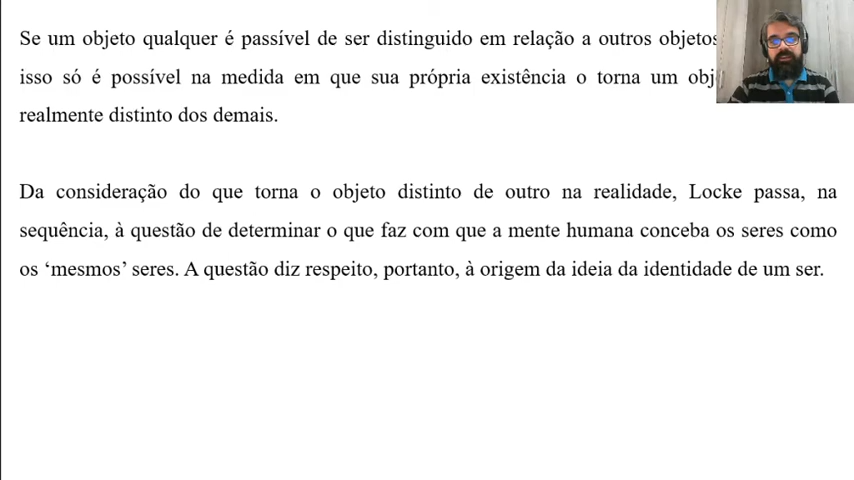 Se um objeto qualquer é passível de ser distinguido em relação a outros objetos
isso só é possível na medida em que sua própria existência o torna um
realmente distinto dos demais.
Da consideração do que torna o objeto distinto de outro na realidade, Locke passa, na
sequência, à questão de determinar o que faz com que a mente humana conceba os seres como
os ‘mesmos’ seres. A questão diz respeito, portanto, à origem da ideia da identidade de um ser.